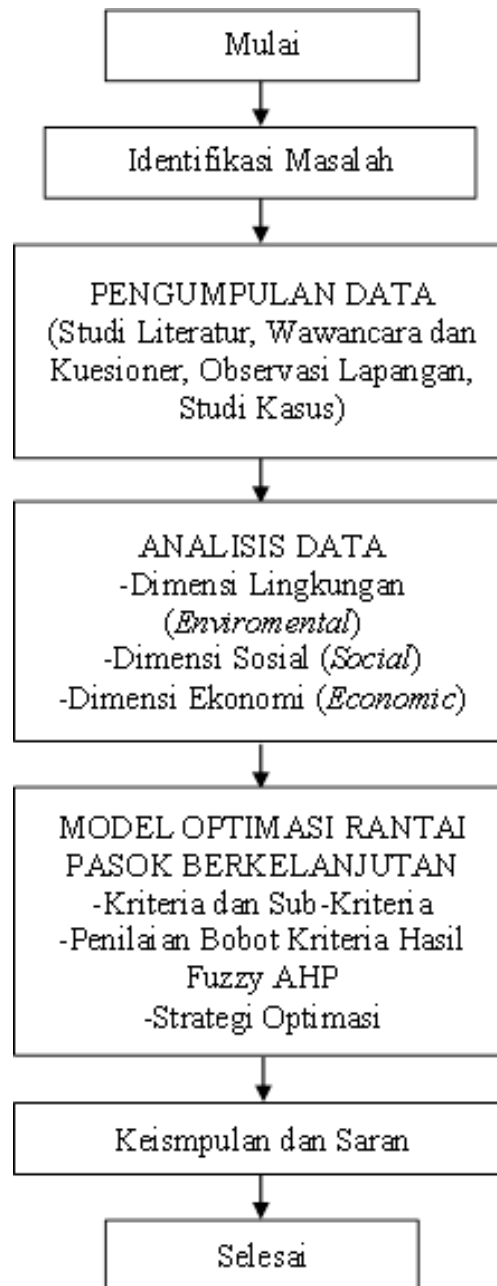 Mulai
Identifikasi Masalah
PENGUMPULAN DATA
(Studi Literatur, Wawancara dan
Kuesioner, Observasi Lapangan,
Studi Kasus)
ANALISIS DATA
-Dimensi Lingkungan
(Enviromental)
-Dimensi Sosial (Social)
-Dimensi Ekonomi (Economic)
MODEL OPTIMASI RANTAI
PASOK BERKELANJUTAN
-Kriteria dan Sub-Kriteria
-Penilaian Bobot Kriteria Hasil
Fuzzy AHP
-Strategi Optimasi
Keismpulan dan Saran
Selesai